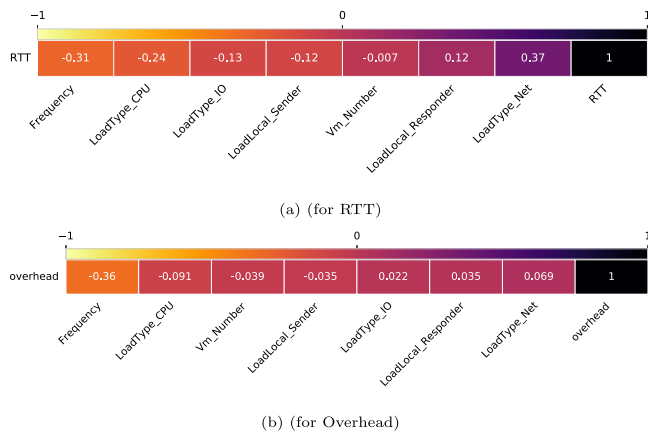 −1 0 1
RTT -0.31 -0.24 -0.13 -0.12 -0.007 0.12 0.37 1
Frequency LoadType_CPU LoadType_IO LoadLocal_Sender Vm_Number LoadLocal_Responder LoadType_Net RTT
(a) (for RTT)
−1 0 1
overhead -0.36 -0.091 -0.039 -0.035 0.022 0.035 0.069 1
Frequency LoadType_CPU Vm_Number LoadLocal_Sender LoadType_IO LoadLocal_Responder LoadType_Net overhead
(b) (for Overhead)